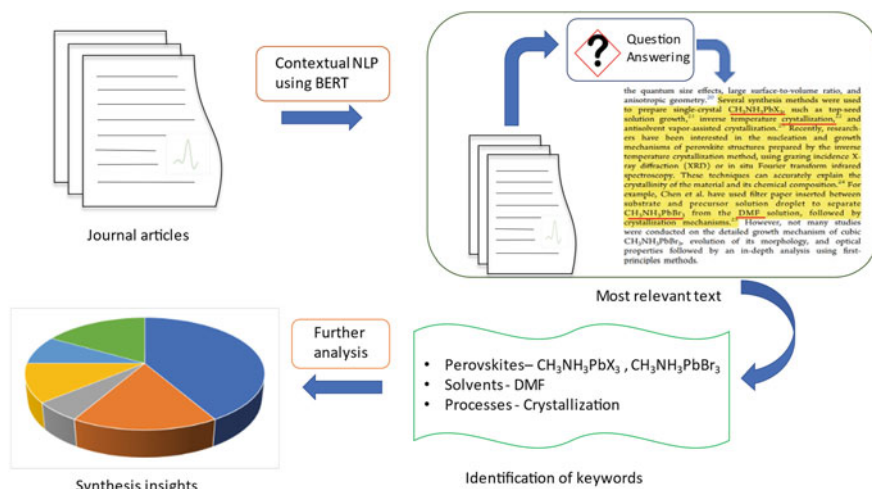 Contextual NLP
using BERT
?
Question
Answering
the quantum size effects, large surface-to-volume ratio, and
anisotropic geometry.20 Several synthesis methods were used
to prepare single-crystal CH3NH3PbX3, such as top-seed
solution growth,21 inverse temperature crystallization,22 and
antisolvent vapor-assisted crystallization.23 Recently, research-
ers have been interested in the nucleation and growth
mechanisms of perovskite structures prepared by the inverse
temperature crystallization method, using grazing incidence X-
ray diffraction (XRD) or in situ Fourier transform infrared
spectroscopy. These techniques can accurately explain the
crystallinity of the material and its chemical composition.24 For
example, Chen et al. have used filter paper inserted between
substrate and precursor solution droplet to separate
CH3NH3PbBr3 from the DMF solution, followed by
crystallization mechanisms. However, not many studies
were conducted on the detailed growth mechanism of cubic
CH3NH3PbBr3, evolution of its morphology, and optical
properties followed by an in-depth analysis using first-
principles methods.
Journal articles
Most relevant text
Further
analysis
• Perovskites– CH₃NH₃PbX₃ , CH₃NH₃PbBr₃
• Solvents - DMF
• Processes - Crystallization
Synthesis insights
Identification of keywords